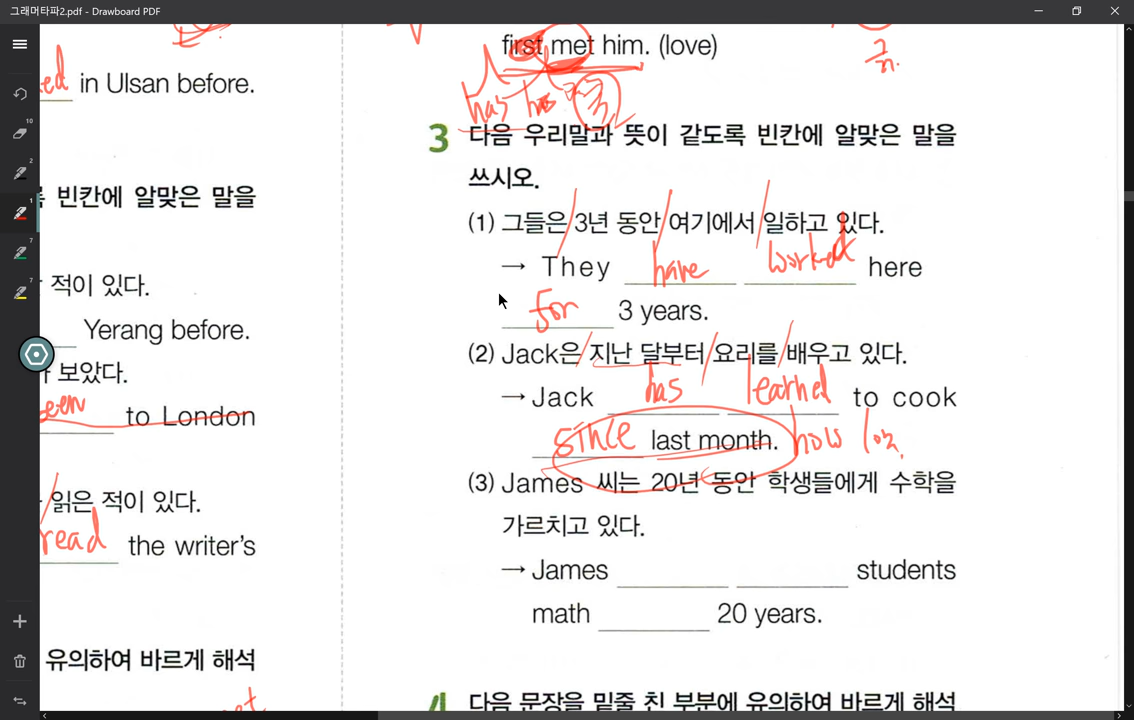 그래머타파2.pdf - Drawboard PDF
first met him. (love)
has
ed in Ulsan before.
빈칸에 알맞은 말을
적이 있다.
Yerang before.
보았다.
een to London
읽은 적이 있다.
read the writer's
유의하여 바르게 해석
3 다음 우리말과 뜻이 같도록 빈칸에 알맞은 말을
쓰시오.
(1) 그들은 3년 동안 여기에서 일하고 있다.
→ They have worked here
for 3 years.
(2) Jack은 지난 달부터 요리를 배우고 있다.
→ Jack has learned to cook
since last month. how
(3) James 씨는 20년 동안 학생들에게 수학을
가르치고 있다.
→ James students
math 20 years.
4 다음 문장을 밑줄 친 부분에 유의하여 바르게 해석
10
2
1
7
7